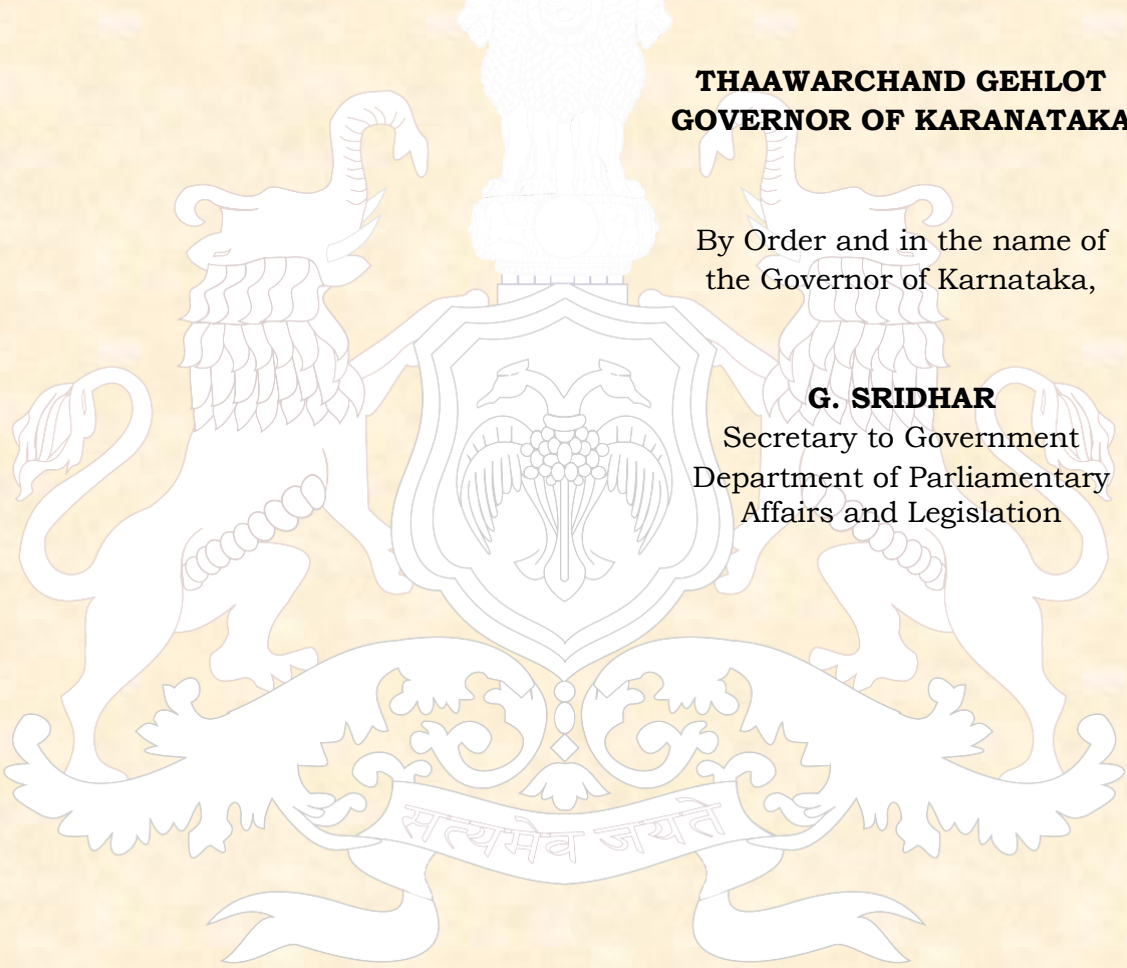 THAAWARCHAND GEHLOT
GOVERNOR OF KARANATAKA
By Order and in the name of
the Governor of Karnataka,
G. SRIDHAR
Secretary to Government
Department of Parliamentary
Affairs and Legislation
सत्यमेव जयते